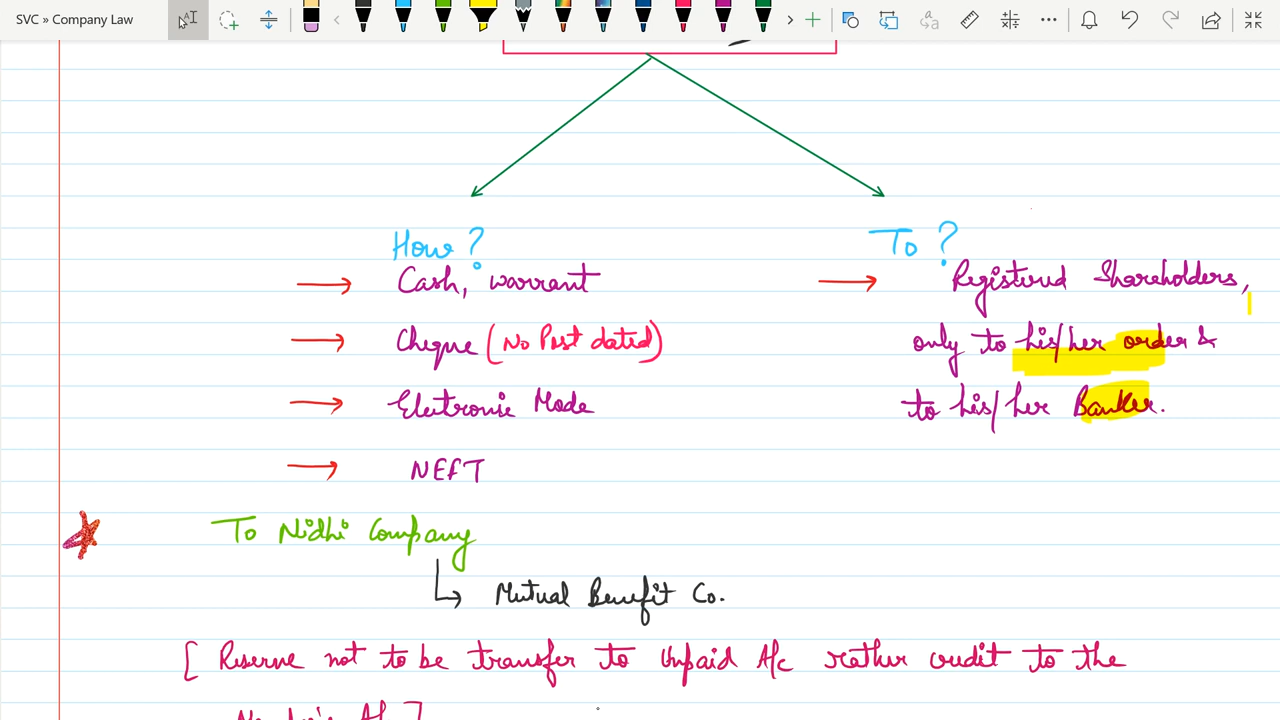 SVC » Company Law
How? To?
→ Cash, warrant → Registered Shareholders,
→ Cheque (No Post dated) only to his/her order &
→ Electronic Mode to his/her Banker.
→ NEFT
To Nidhi Company
Mutual Benefit Co.
[ Reserve not to be transfer to Unpaid A/c rather credit to the